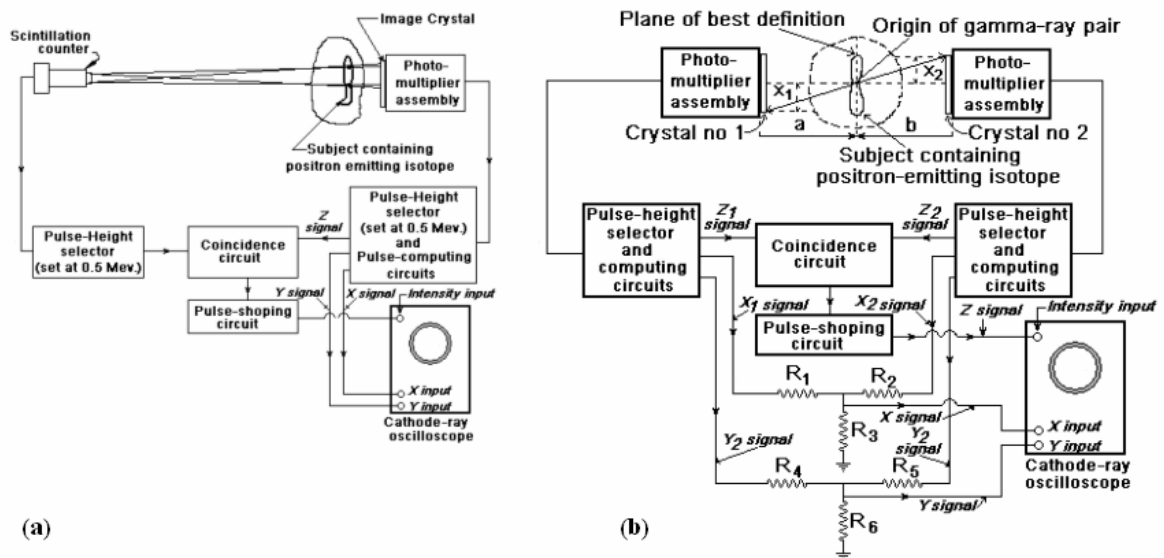 Image Crystal
Scintillation
counter
Photo-
multiplier
assembly
Subject containing
positron emitting isotope
Pulse-Height
selector
(set at 0.5 Mev.)
Coincidence
circuit
Z
signal
Pulse-Height
selector
(set at 0.5 Mev.)
and
Pulse-computing
circuits
Y signal
X signal
Pulse-shoping
circuit
Intensity input
X input
Y input
Cathode-ray
oscilloscope
(a)
Plane of best definition
Origin of gamma-ray pair
Photo-
multiplier
assembly
X1
X2
Photo-
multiplier
assembly
Crystal no 1
a
b
Crystal no 2
Subject containing
positron-emitting isotope
Pulse-height
selector
and
computing
circuits
Z1
signal
Coincidence
circuit
Z2
signal
Pulse-height
selector
and
computing
circuits
X1 signal
X2 signal
Pulse-shoping
circuit
Z signal
Intensity input
R1
R2
X signal
R3
Y2 signal
Y2
signal
R4
R5
Y signal
R6
X input
Y input
Cathode-ray
oscilloscope
(b)